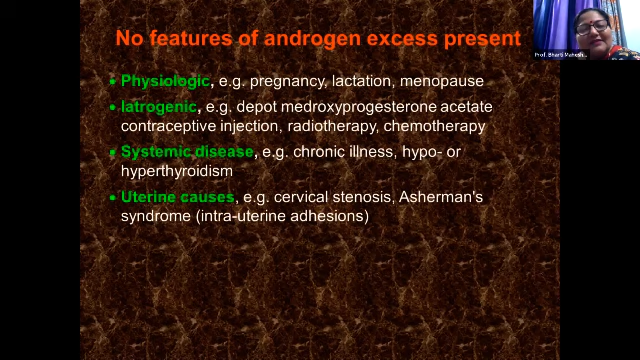 No features of androgen excess present
Prof. Bharti Mahesh...
• Physiologic, e.g. pregnancy, lactation, menopause
• Iatrogenic, e.g. depot medroxyprogesterone acetate
contraceptive injection, radiotherapy, chemotherapy
• Systemic disease, e.g. chronic illness, hypo- or
hyperthyroidism
• Uterine causes, e.g. cervical stenosis, Asherman's
syndrome (intra-uterine adhesions)